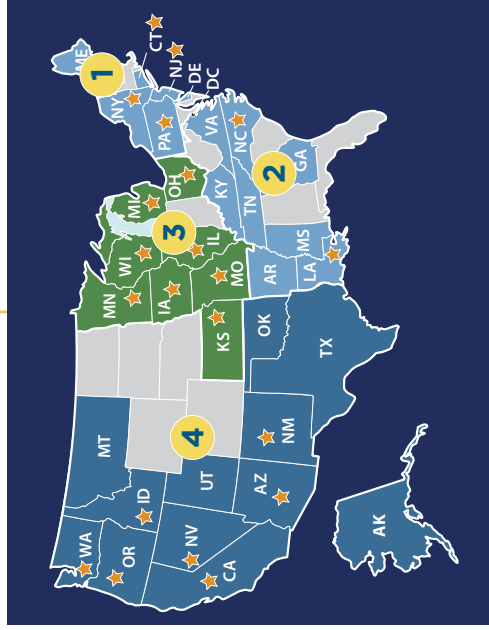 WA
OR
CA
NV
ID
MT
UT
AZ
NM
4
TX
OK
KS
MN
IA
MO
WI
IL
3
MI
OH
AR
LA
MS
TN
KY
2
GA
NC
VA
PA
NY
1
ME
CT
NJ
DE
DC
AK